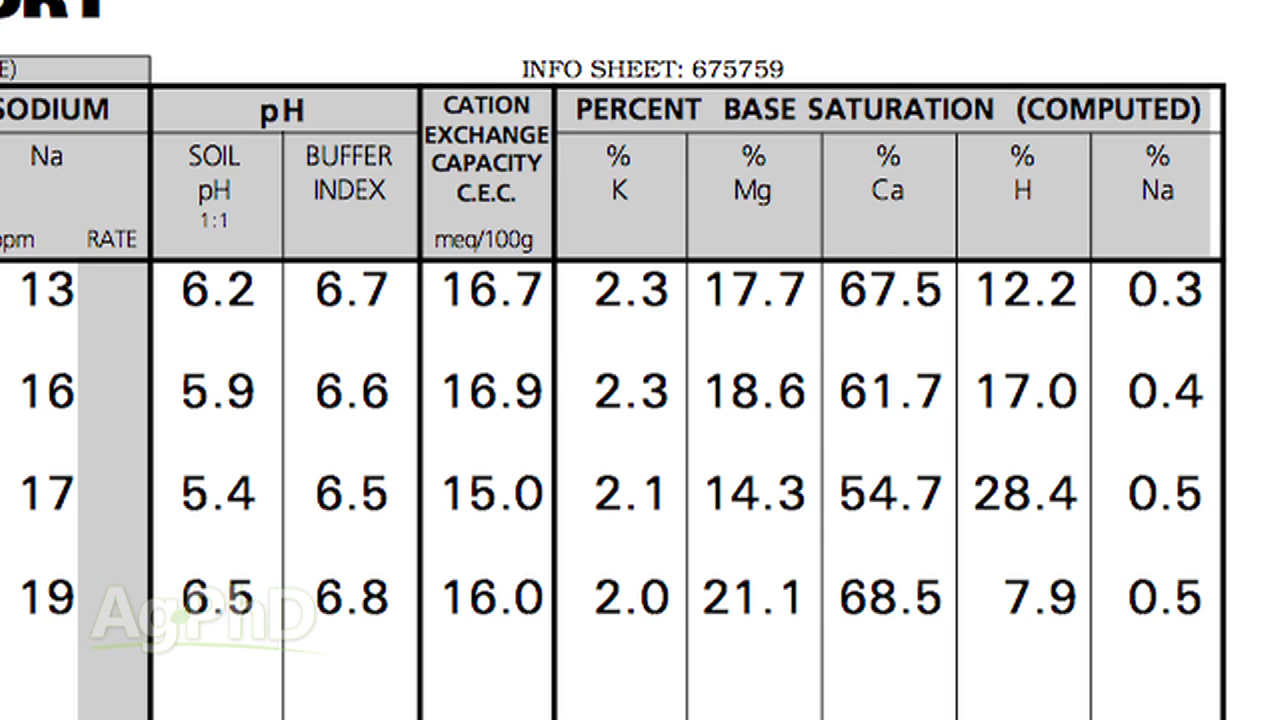 INFO SHEET: 675759
SODIUM pH CATION EXCHANGE CAPACITY C.E.C. PERCENT BASE SATURATION (COMPUTED)
Na SOIL pH 1:1 BUFFER INDEX % K % Mg % Ca % H % Na
RATE meq/100g
13 6.2 6.7 16.7 2.3 17.7 67.5 12.2 0.3
16 5.9 6.6 16.9 2.3 18.6 61.7 17.0 0.4
17 5.4 6.5 15.0 2.1 14.3 54.7 28.4 0.5
19 6.5 6.8 16.0 2.0 21.1 68.5 7.9 0.5
AgPhD